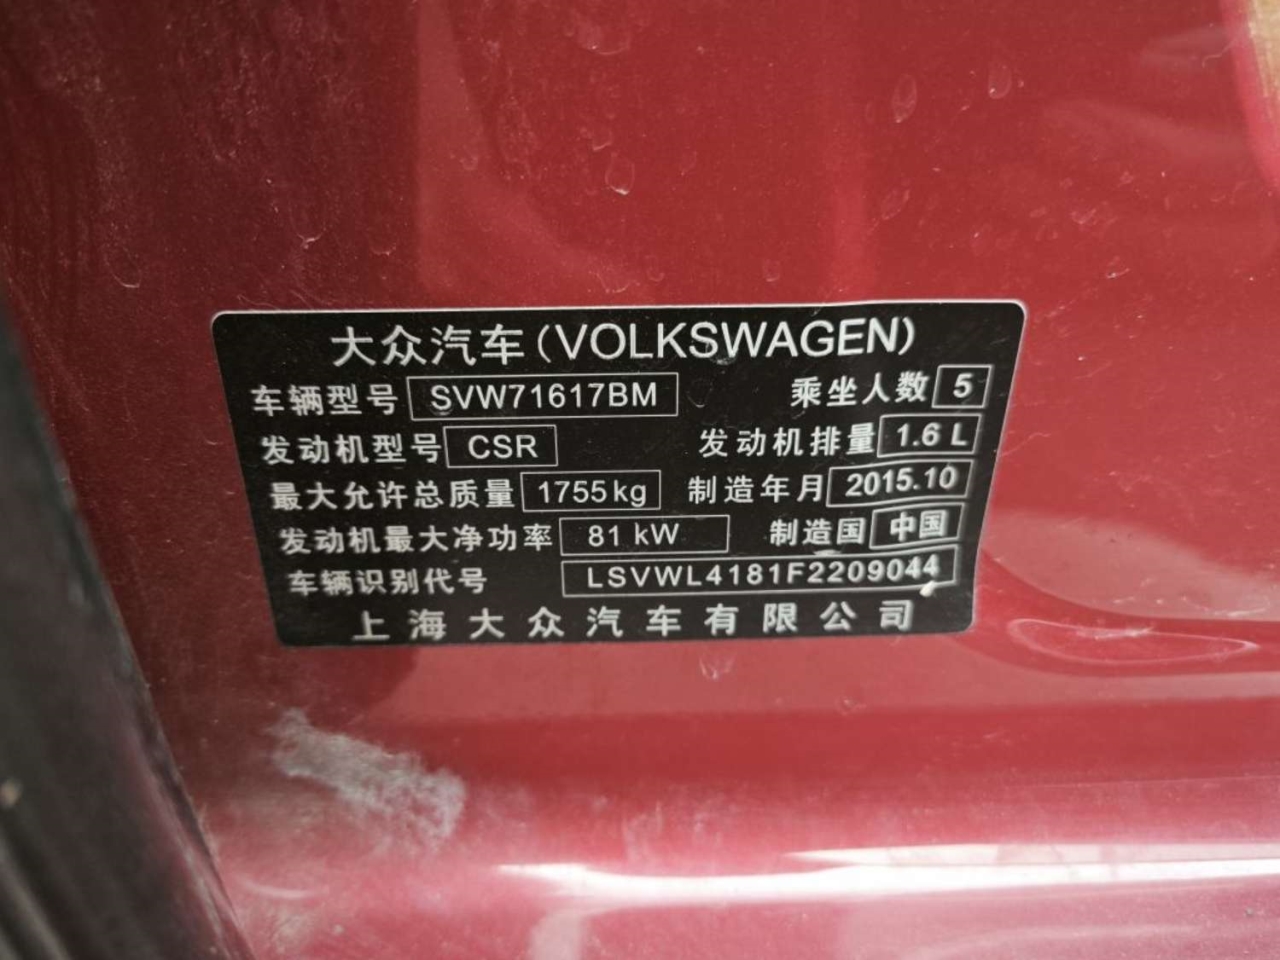 大众汽车(VOLKSWAGEN)
车辆型号 SVW71617BM 乘坐人数 5
发动机型号 CSR 发动机排量 1.6 L
最大允许总质量 1755kg 制造年月 2015.10
发动机最大净功率 81 kW 制造国 中国
车辆识别代号 LSVWL4181F2209044
上海大众汽车有限公司